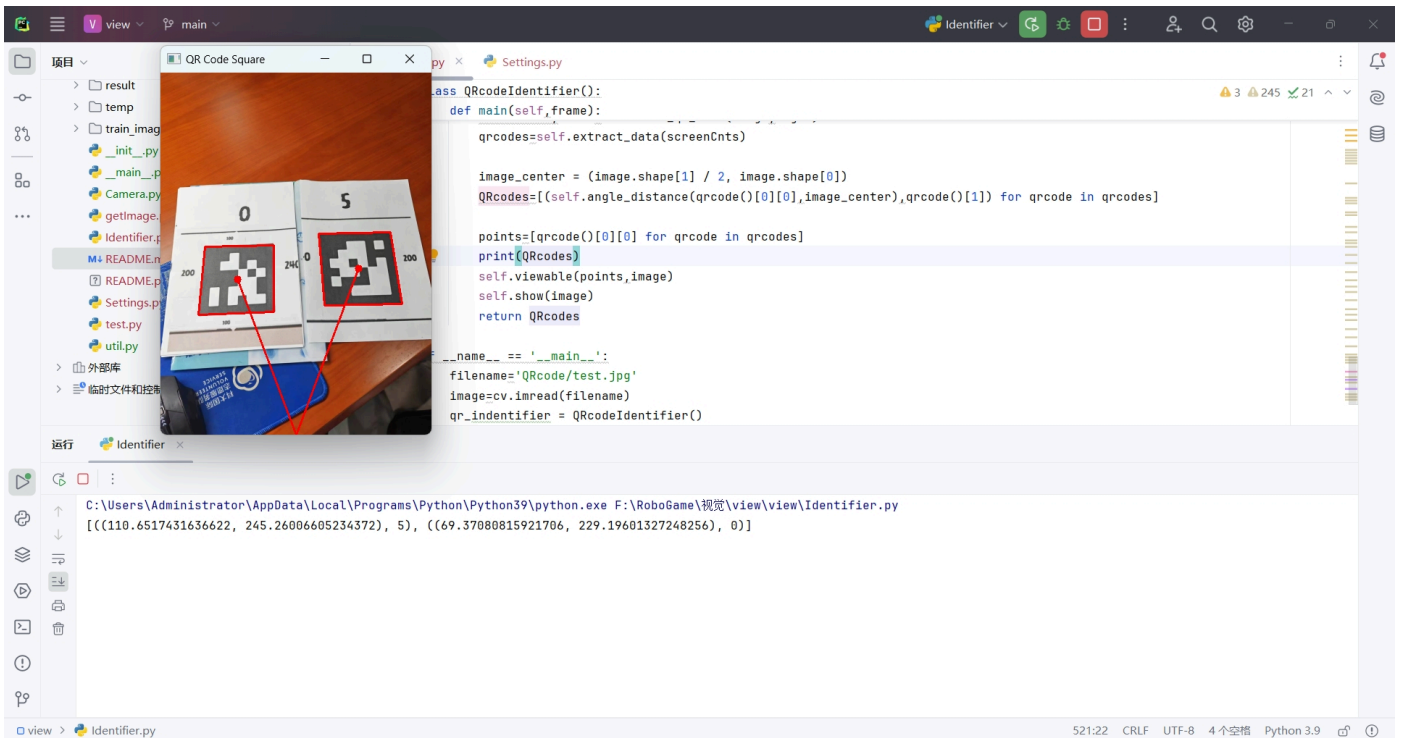 PC
V view main Identifier
项目
QR Code Square
py
Settings.py
result
temp
train_imag
__init__.py
__main__.p
Camera.py
getImage.
Identifier.p
M↓ README.m
README.p
Settings.py
test.py
util.py
外部库
临时文件和控制
0
5
200
240
0
200
VOLUNTEER
SERVICE
ass QRcodeIdentifier():
def main(self,frame):
qrcodes=self.extract_data(screenCnts)
image_center = (image.shape[1] / 2, image.shape[0])
QRcodes=[(self.angle_distance(qrcode()[0][0],image_center),qrcode()[1]) for qrcode in qrcodes]
points=[qrcode()[0][0] for qrcode in qrcodes]
print(QRcodes)
self.viewable(points,image)
self.show(image)
return QRcodes
__name__ == '__main__':
filename='QRcode/test.jpg'
image=cv.imread(filename)
qr_indentifier = QRcodeIdentifier()
3 245 21
运行 Identifier
C:\Users\Administrator\AppData\Local\Programs\Python\Python39\python.exe F:\RoboGame\视觉\view\view\Identifier.py
[((110.6517431636622, 245.26006605234372), 5), ((69.37080815921706, 229.19601327248256), 0)]
view > Identifier.py
521:22 CRLF UTF-8 4 个空格 Python 3.9